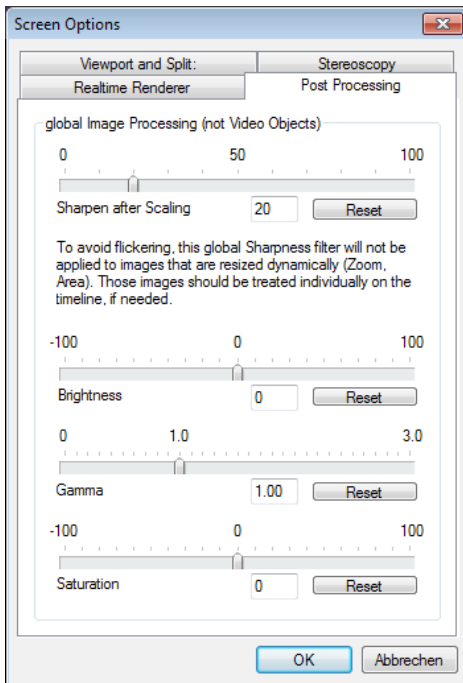 Screen Options
Viewport and Split: Stereoscopy
Realtime Renderer Post Processing
global Image Processing (not Video Objects)
0 50 100
Sharpen after Scaling 20 Reset
To avoid flickering, this global Sharpness filter will not be
applied to images that are resized dynamically (Zoom,
Area). Those images should be treated individually on the
timeline, if needed.
-100 0 100
Brightness 0 Reset
0 1.0 3.0
Gamma 1.00 Reset
-100 0 100
Saturation 0 Reset
OK Abbrechen